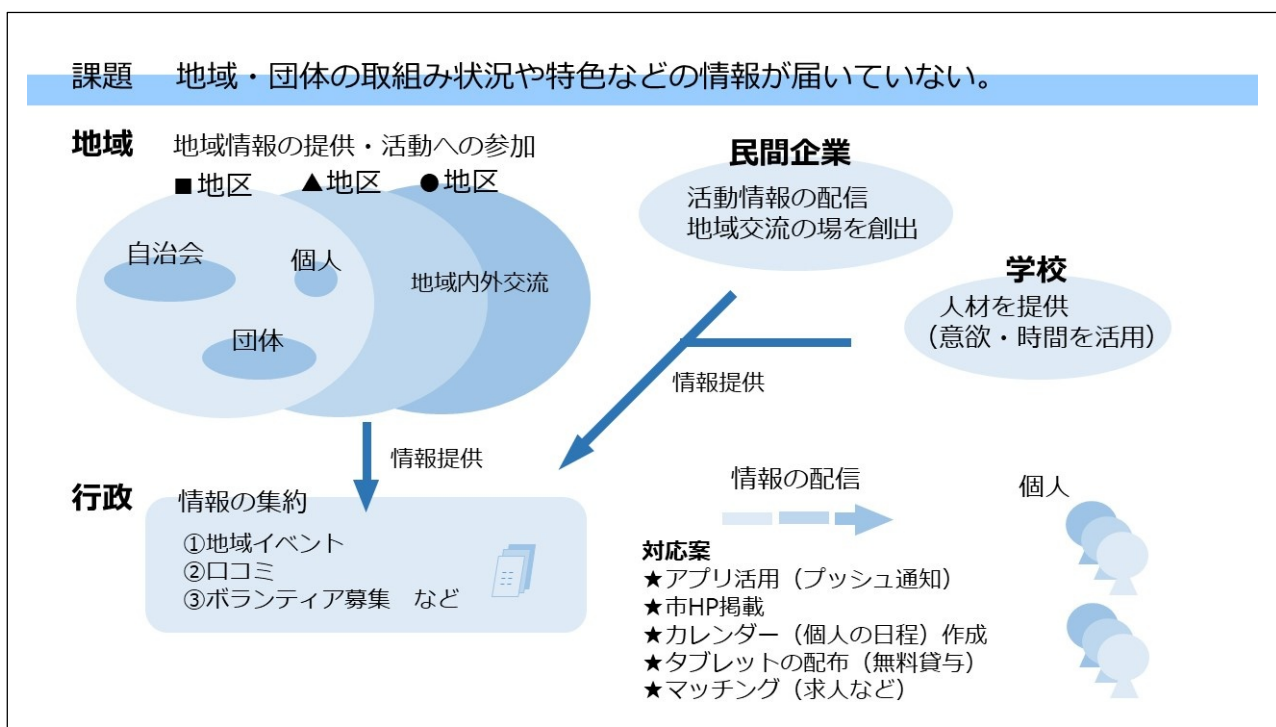 課題　地域・団体の取組み状況や特色などの情報が届いていない。
地域　地域情報の提供・活動への参加
■地区　▲地区　●地区
自治会
個人
団体
地域内外交流
民間企業
活動情報の配信
地域交流の場を創出
学校
人材を提供
（意欲・時間を活用）
情報提供
情報提供
行政
情報の集約
①地域イベント
②口コミ
③ボランティア募集　など
情報の配信
個人
対応案
★アプリ活用（プッシュ通知）
★市HP掲載
★カレンダー（個人の日程）作成
★タブレットの配布（無料貸与）
★マッチング（求人など）